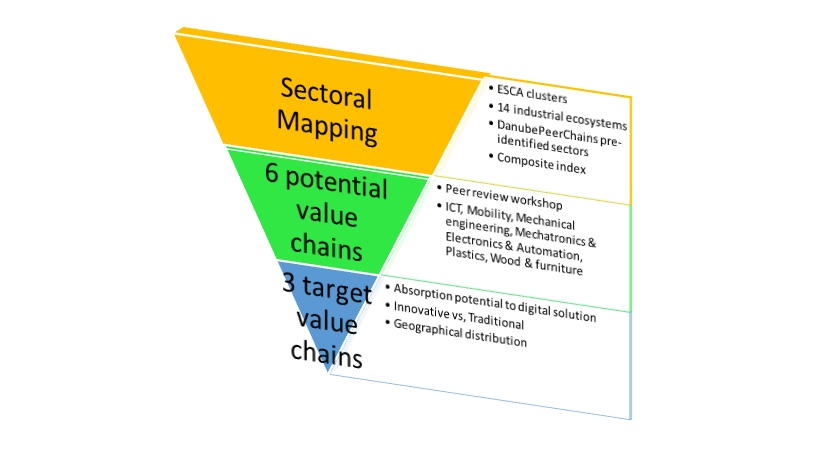 Sectoral
Mapping
• ESCA clusters
• 14 industrial ecosystems
• DanubePeerChains pre-
identified sectors
• Composite index
6 potential
value
chains
• Peer review workshop
• ICT, Mobility, Mechanical
engineering, Mechatronics &
Electronics & Automation,
Plastics, Wood & furniture
3 target
value
chains
• Absorption potential to digital solution
• Innovative vs, Traditional
• Geographical distribution